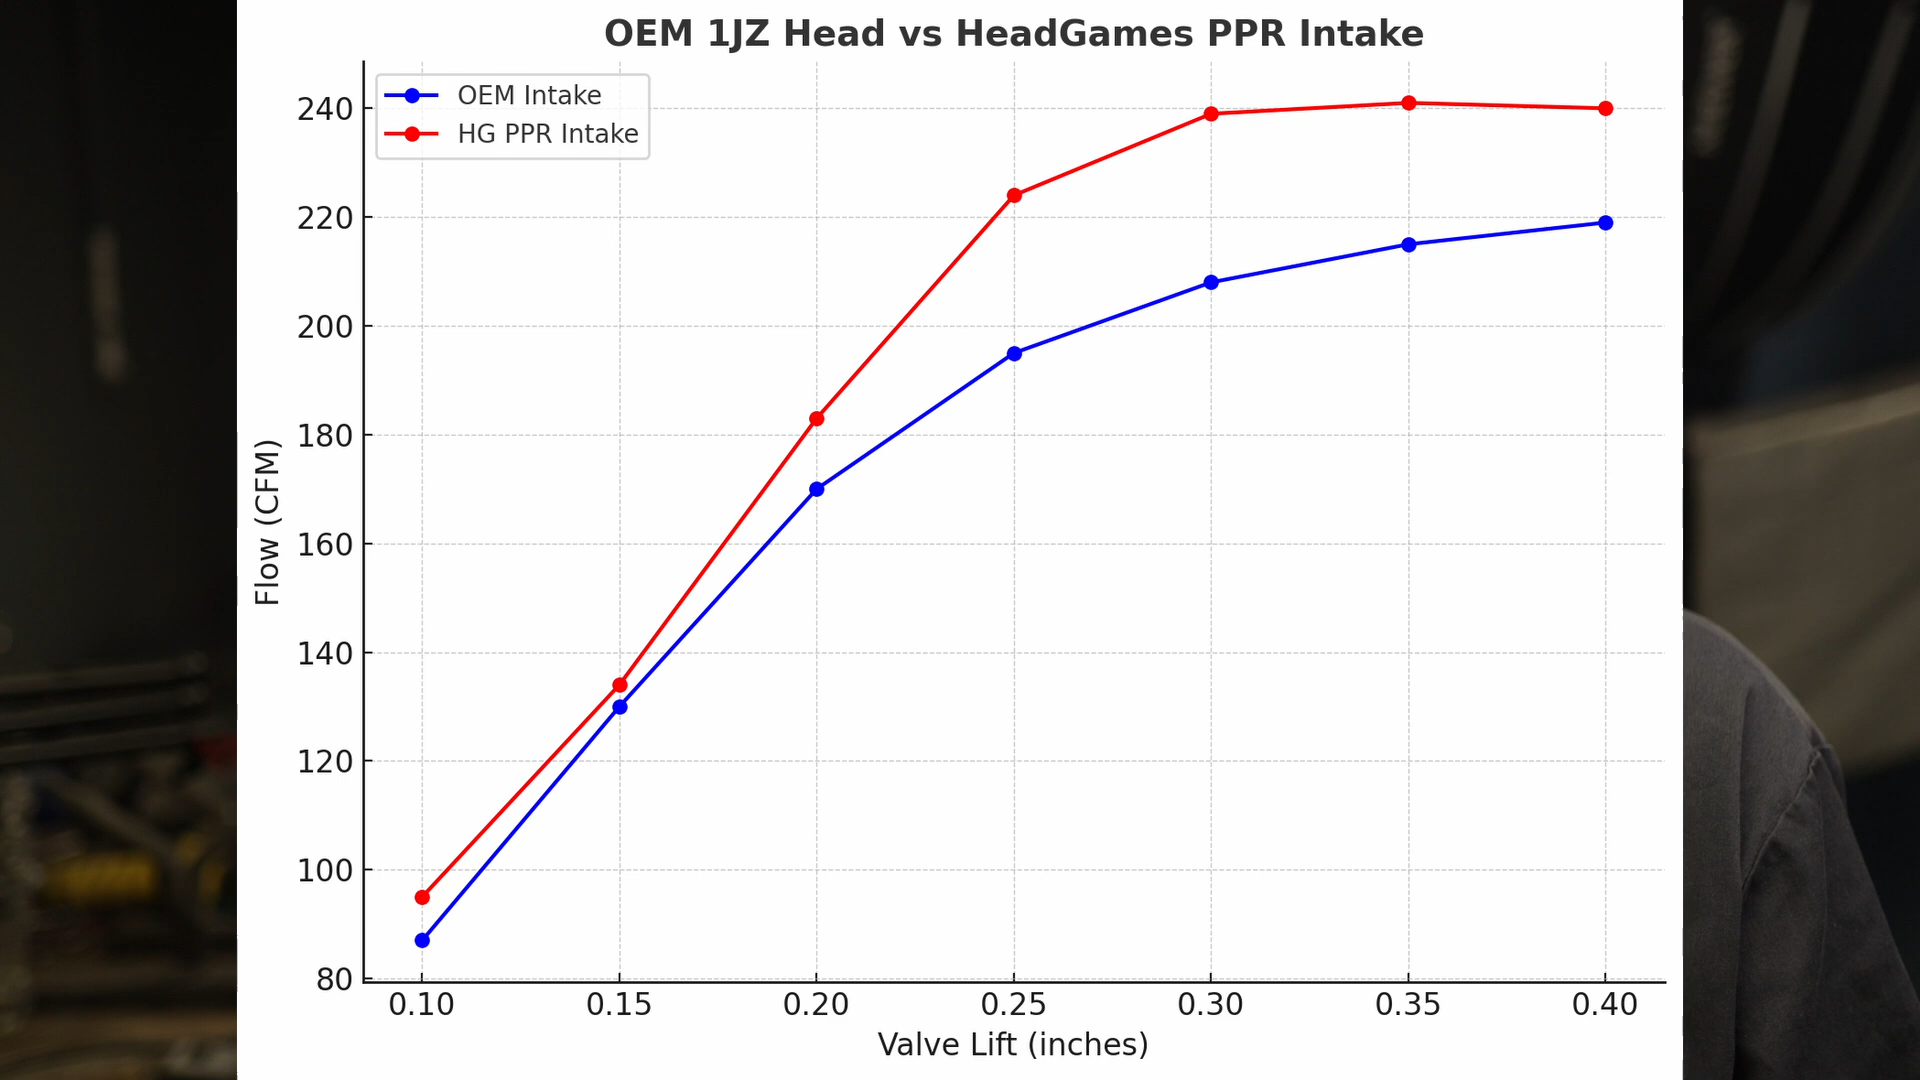 OEM 1JZ Head vs HeadGames PPR Intake
OEM Intake
HG PPR Intake
240
220
200
180
160
140
120
100
80
Flow (CFM)
0.10 0.15 0.20 0.25 0.30 0.35 0.40
Valve Lift (inches)